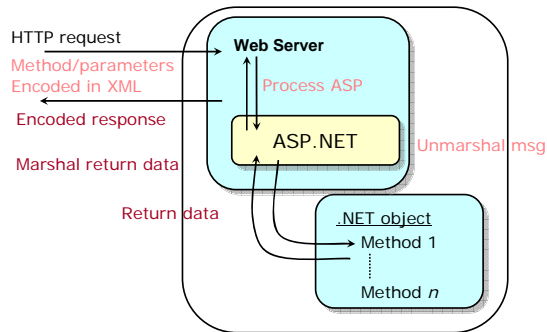 HTTP request
Web Server
Method/parameters
Encoded in XML
Process ASP
Encoded response
ASP.NET
Unmarshal msg
Marshal return data
Return data
.NET object
Method 1
Method n